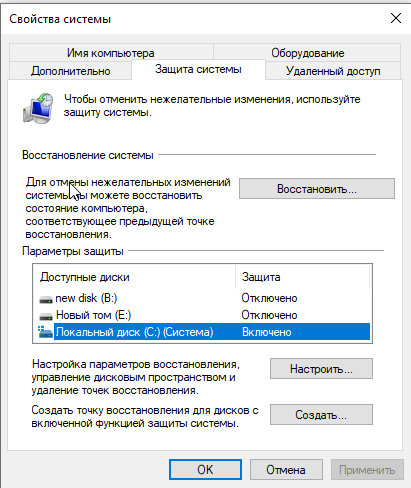 Свойства системы
Имя компьютера
Оборудование
Дополнительно
Защита системы
Удаленный доступ
Чтобы отменить нежелательные изменения, используйте
защиту системы.
Восстановление системы
Для отмены нежелательных изменений
системы вы можете восстановить
состояние компьютера,
соответствующее предыдущей точке
восстановления.
Восстановить...
Параметры защиты
Доступные диски Защита
new disk (B:) Отключено
Новый том (E:) Отключено
Локальный диск (C:) (Система) Включено
Настройка параметров восстановления,
управление дисковым пространством и
удаление точек восстановления.
Настроить...
Создать точку восстановления для дисков с
включенной функцией защиты системы.
Создать...
OK
Отмена
Применить